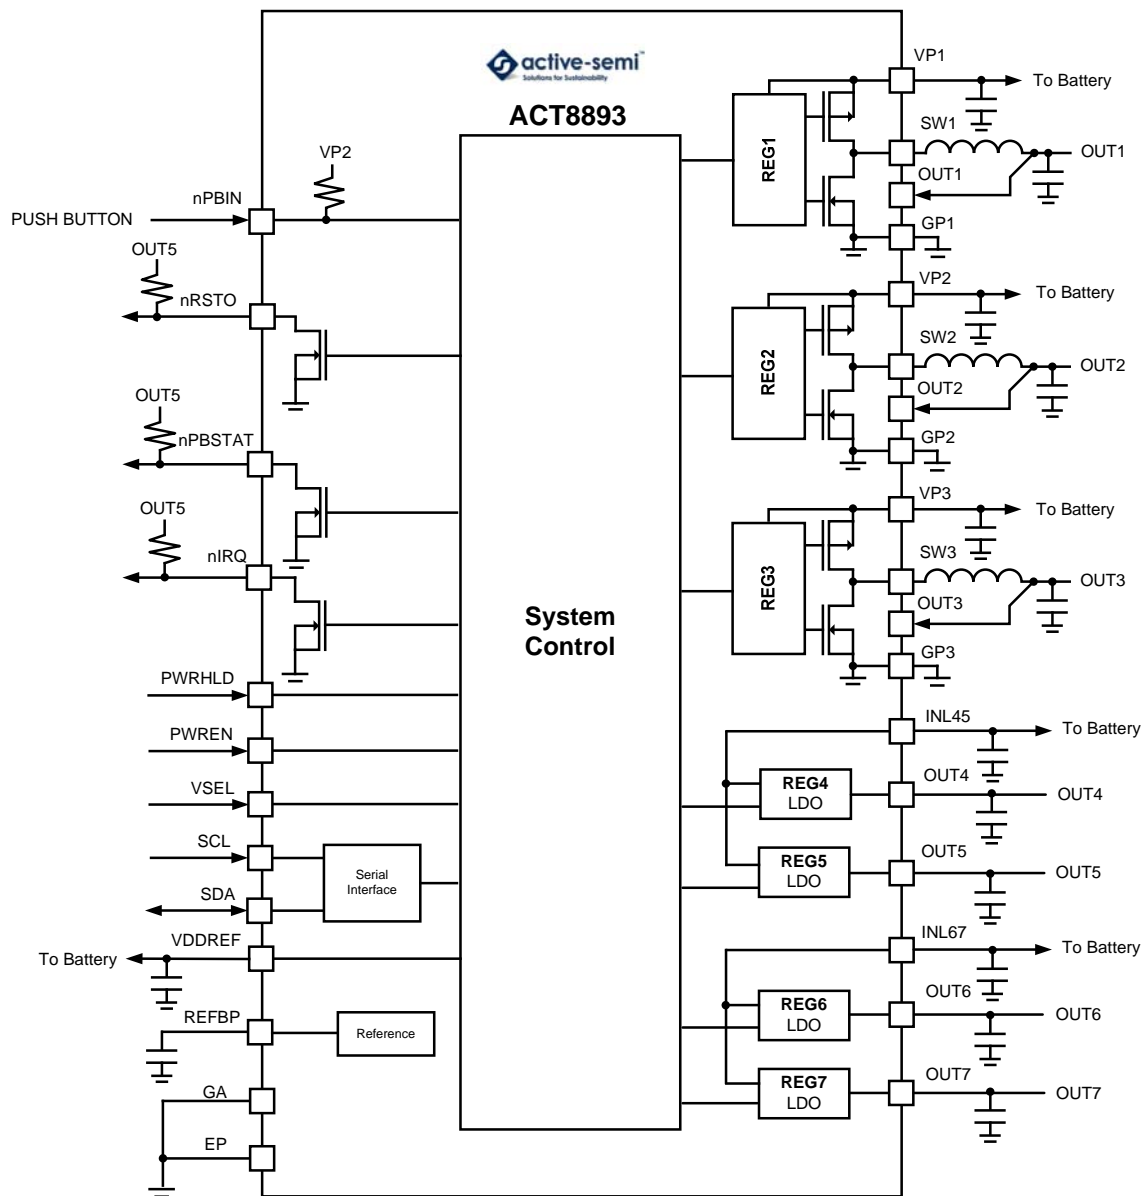 active-semi™
Solutions for Sustainability
ACT8893
VP2
nPBIN
PUSH BUTTON
OUT5
nRSTO
OUT5
nPBSTAT
OUT5
nIRQ
PWRHLD
PWREN
VSEL
SCL
SDA
Serial
Interface
VDDREF
To Battery
REFBP
Reference
GA
EP
System
Control
VP1
To Battery
REG1
SW1
OUT1
OUT1
GP1
VP2
To Battery
REG2
SW2
OUT2
OUT2
GP2
VP3
To Battery
REG3
SW3
OUT3
OUT3
GP3
INL45
To Battery
REG4
LDO
OUT4
OUT4
REG5
LDO
OUT5
OUT5
INL67
To Battery
REG6
LDO
OUT6
OUT6
REG7
LDO
OUT7
OUT7